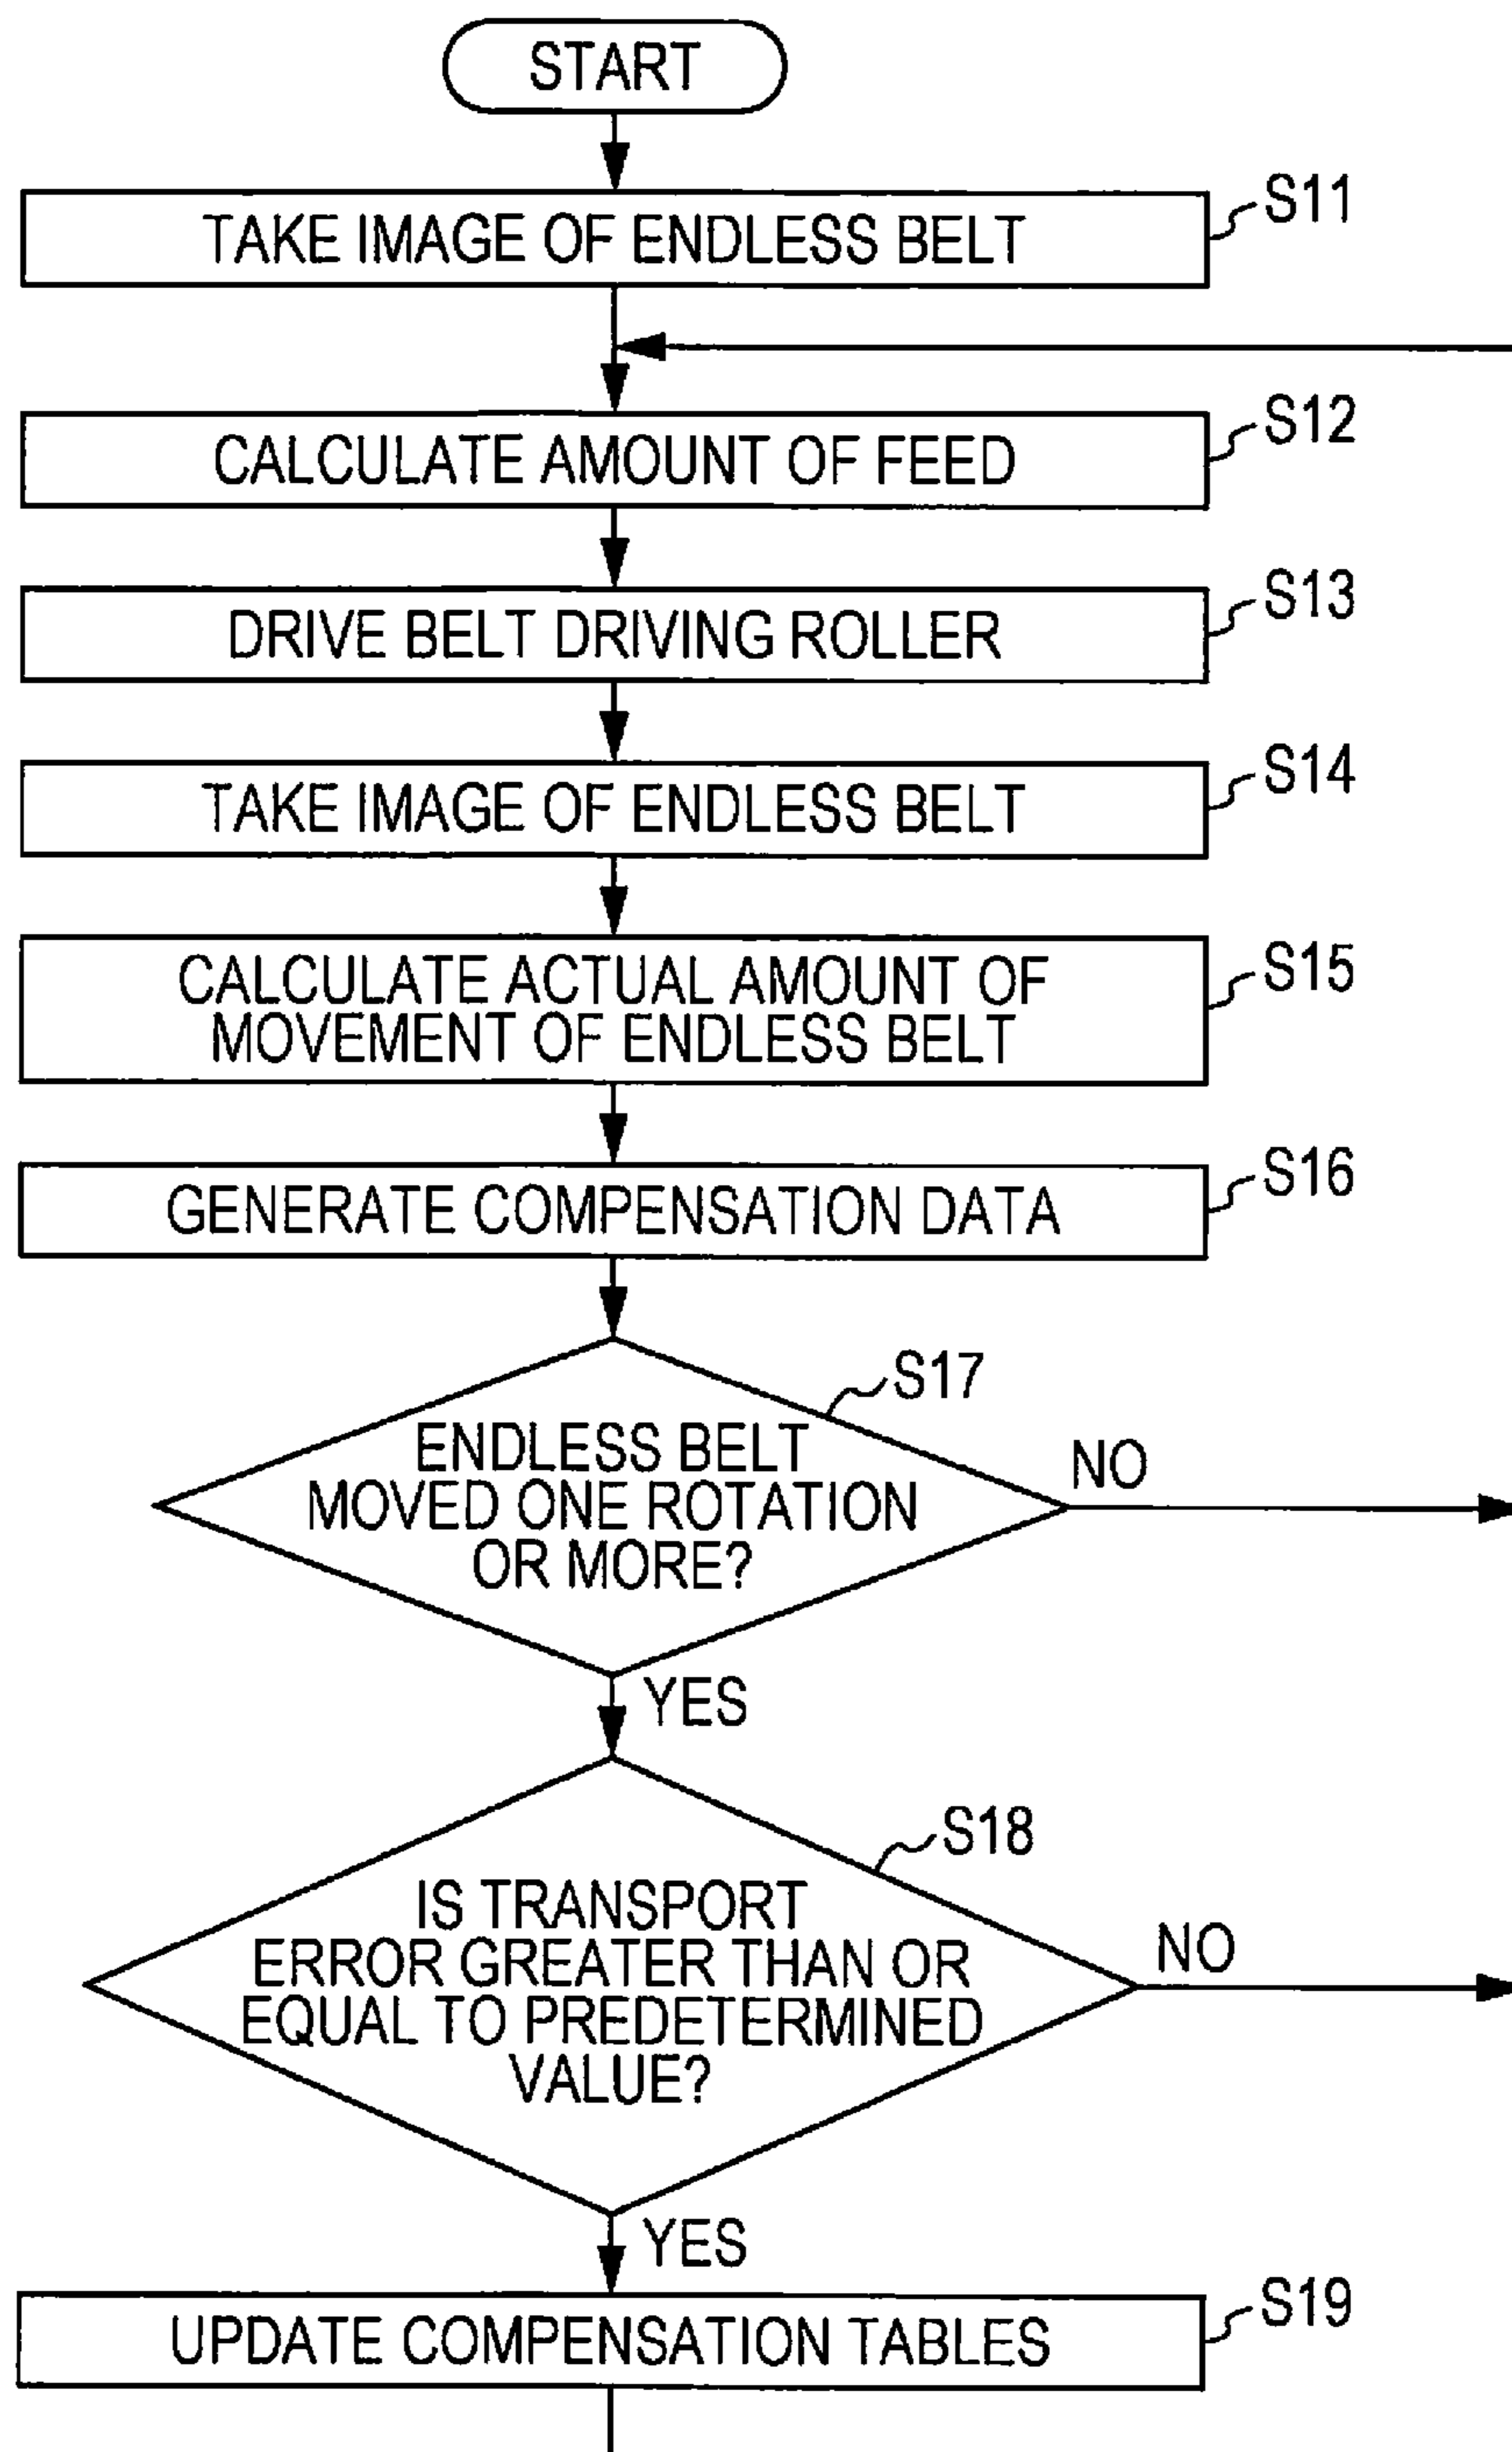 START
TAKE IMAGE OF ENDLESS BELT
S11
CALCULATE AMOUNT OF FEED
S12
DRIVE BELT DRIVING ROLLER
S13
TAKE IMAGE OF ENDLESS BELT
S14
CALCULATE ACTUAL AMOUNT OF
MOVEMENT OF ENDLESS BELT
S15
GENERATE COMPENSATION DATA
S16
S17
ENDLESS BELT
MOVED ONE ROTATION
OR MORE?
NO
YES
S18
IS TRANSPORT
ERROR GREATER THAN OR
EQUAL TO PREDETERMINED
VALUE?
NO
YES
UPDATE COMPENSATION TABLES
S19